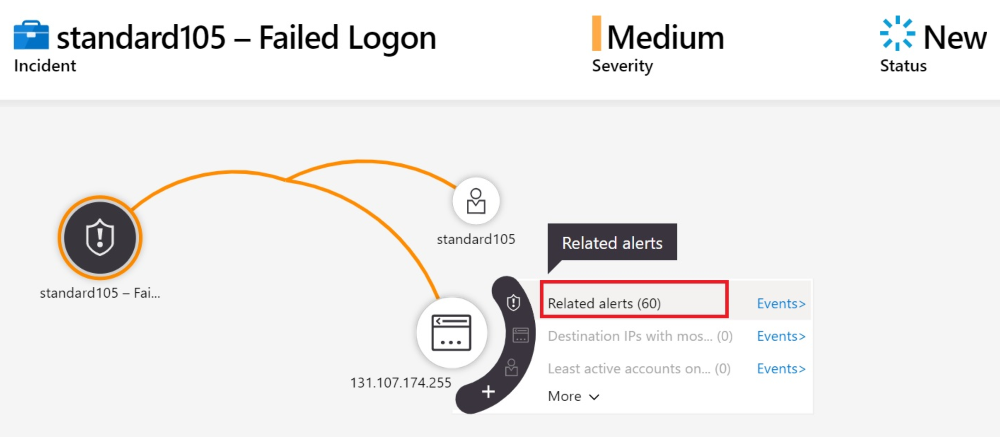 standard105 – Failed Logon
Incident
Medium
Severity
New
Status
standard105
standard105 – Fai...
131.107.174.255
Related alerts
Related alerts (60) Events>
Destination IPs with mos... (0) Events>
Least active accounts on... (0) Events>
More